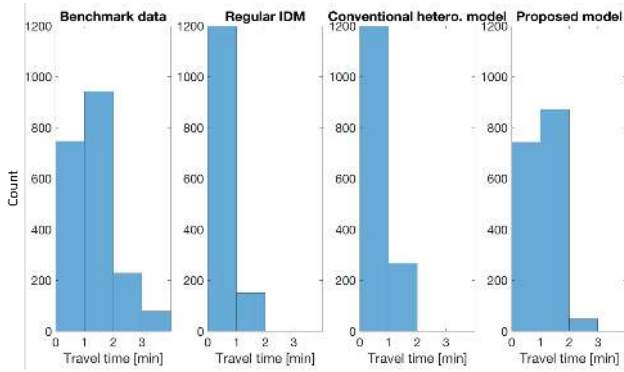 Benchmark data
Regular IDM
Conventional hetero. model
Proposed model
Count
1200
1000
800
600
400
200
0
0 1 2 3
Travel time [min]
1200
1000
800
600
400
200
0
0 1 2 3
Travel time [min]
1200
1000
800
600
400
200
0
0 1 2 3
Travel time [min]
1200
1000
800
600
400
200
0
0 1 2 3
Travel time [min]